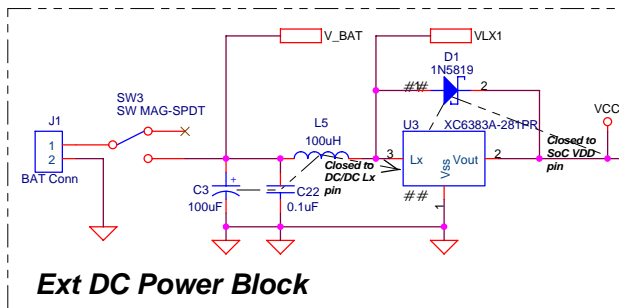 V_BAT
VLX1
D1
1N5819
##
1
2
SW3
SW MAG-SPDT
J1
1
2
BAT Conn
L5
100uH
U3
XC6383A-281PR
VCC
3
Lx
Vout
2
Vss
1
Closed to
DC/DC Lx
pin
Closed to
SoC VDD
pin
C3
+
100uF
C22
0.1uF
##
Ext DC Power Block